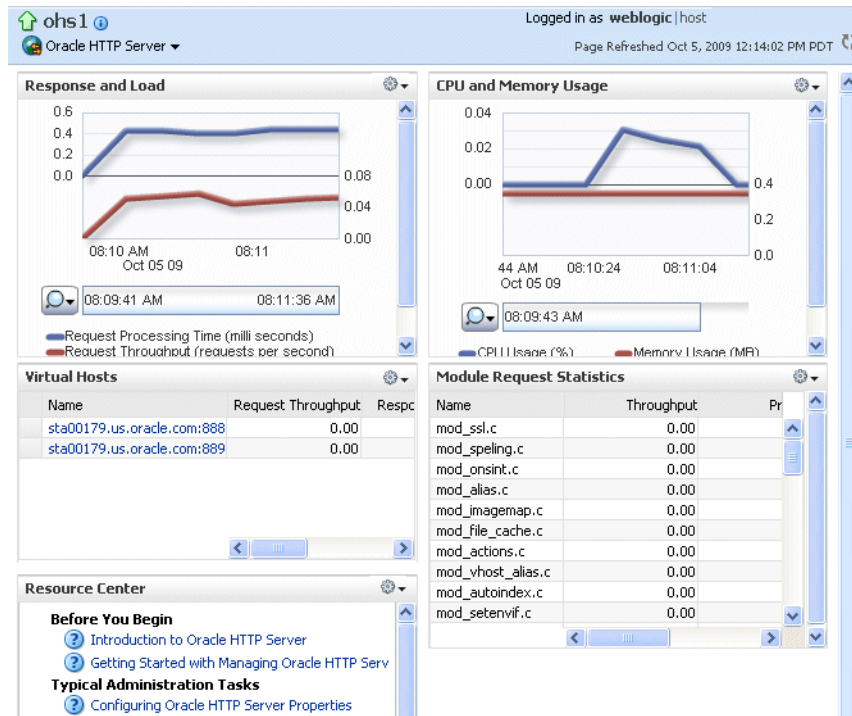 ohs1
Logged in as weblogic|host
Oracle HTTP Server
Page Refreshed Oct 5, 2009 12:14:02 PM PDT
Response and Load
0.6
0.4
0.2
0.0
0.08
0.04
0.00
08:10 AM
Oct 05 09
08:11
08:09:41 AM
08:11:36 AM
Request Processing Time (milli seconds)
Request Throughput (requests per second)
CPU and Memory Usage
0.04
0.02
0.00
0.4
0.2
0.0
44 AM
Oct 05 09
08:10:24
08:11:04
08:09:43 AM
CPU Usage (%)
Memory Usage (MB)
Virtual Hosts
Name Request Throughput Respo
sta00179.us.oracle.com:888 0.00
sta00179.us.oracle.com:889 0.00
Module Request Statistics
Name Throughput Pr
mod_ssl.c 0.00
mod_speling.c 0.00
mod_onsint.c 0.00
mod_alias.c 0.00
mod_imagemap.c 0.00
mod_file_cache.c 0.00
mod_actions.c 0.00
mod_vhost_alias.c 0.00
mod_autoindex.c 0.00
mod_setenvif.c 0.00
Resource Center
Before You Begin
Introduction to Oracle HTTP Server
Getting Started with Managing Oracle HTTP Serv
Typical Administration Tasks
Configuring Oracle HTTP Server Properties